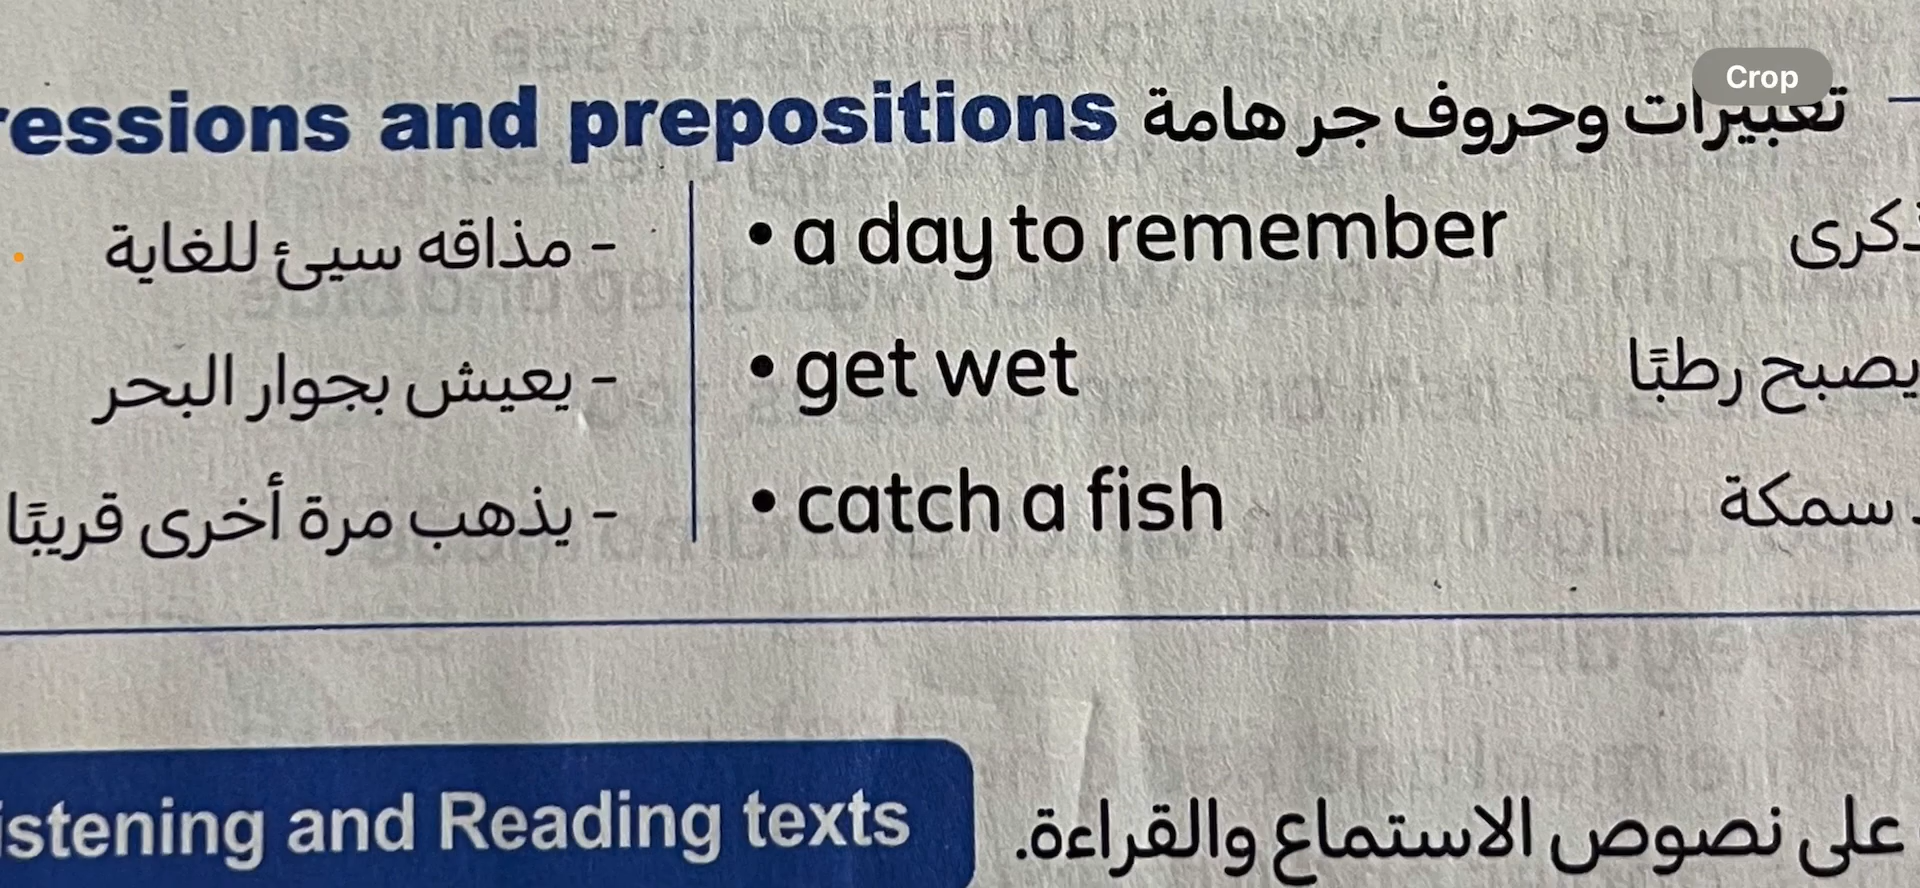 Crop
ressions and prepositions تعبيرات وحروف جر هامة
- مذاقه سيئ للغاية
• a day to remember ذكرى
- يعيش بجوار البحر
• get wet يصبح رطبًا
- يذهب مرة أخرى قريبًا
• catch a fish سمكة
istening and Reading texts على نصوص الاستماع والقراءة.